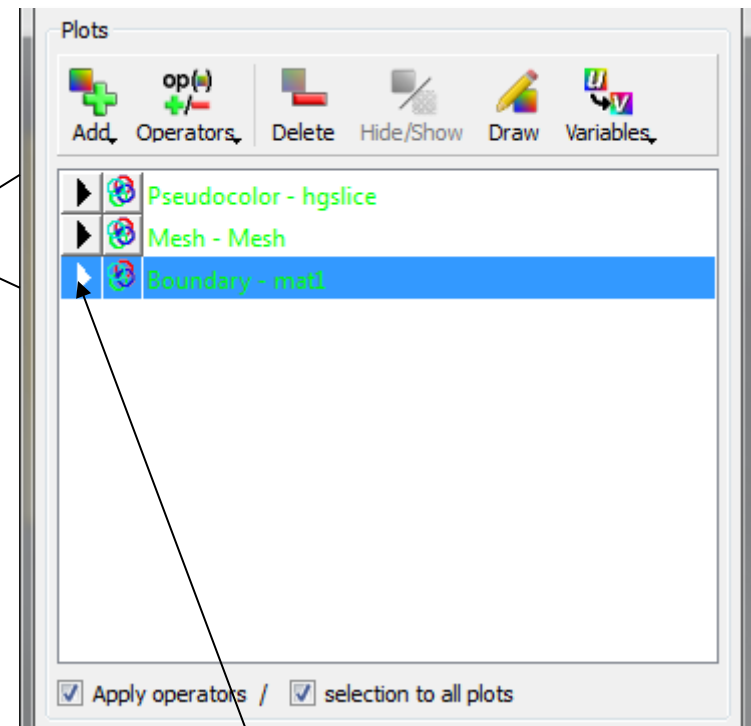 Plots
op(=) +/-
Add Operators Delete Hide/Show Draw Variables
Pseudocolor - hgslice
Mesh - Mesh
Boundary - mat1
Apply operators / selection to all plots